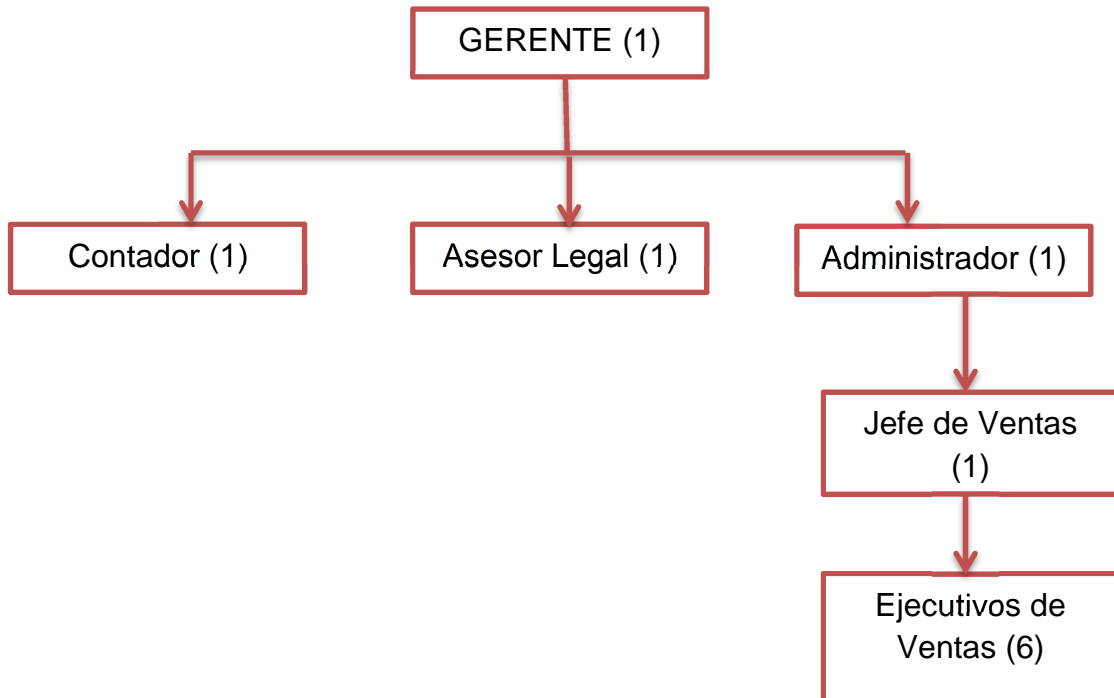 GERENTE (1)
Contador (1)
Asesor Legal (1)
Administrador (1)
Jefe de Ventas
(1)
Ejecutivos de
Ventas (6)